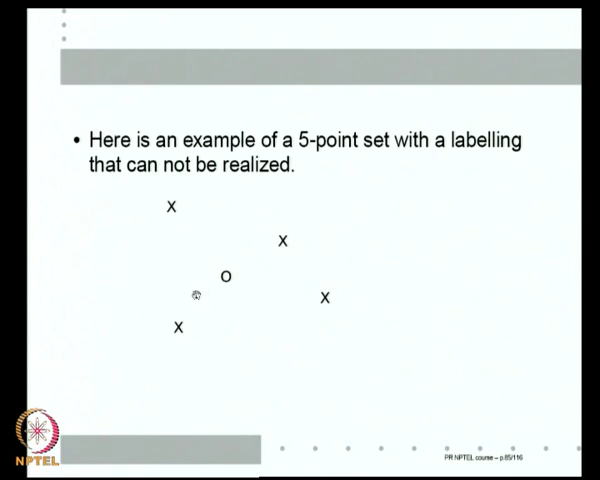 • Here is an example of a 5-point set with a labelling
that can not be realized.
x
x
o
x
x
NPTEL
PR NPTEL course – p.85/116